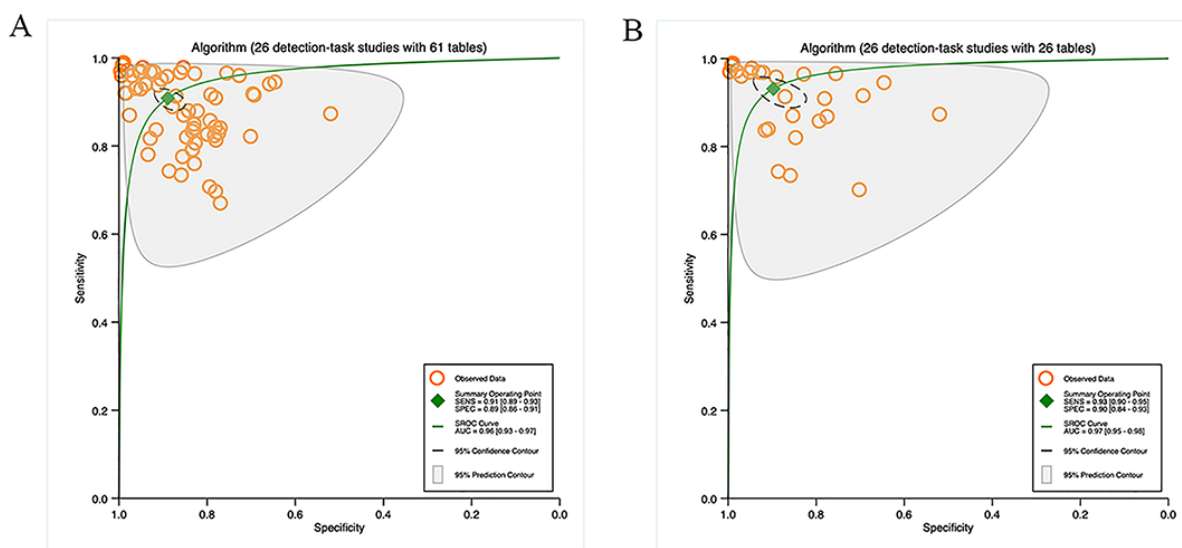 A
Algorithm (26 detection-task studies with 61 tables)
1.0
0.8
0.6
0.4
0.2
0.0
Sensitivity
1.0 0.8 0.6 0.4 0.2 0.0
Specificity
Observed Data
Summary Operating Point
SENS = 0.91 [0.89 - 0.93]
SPEC = 0.89 [0.86 - 0.91]
SROC Curve
AUC = 0.96 [0.93 - 0.97]
95% Confidence Contour
95% Prediction Contour
B
Algorithm (26 detection-task studies with 26 tables)
1.0
0.8
0.6
0.4
0.2
0.0
Sensitivity
1.0 0.8 0.6 0.4 0.2 0.0
Specificity
Observed Data
Summary Operating Point
SENS = 0.93 [0.90 - 0.95]
SPEC = 0.90 [0.84 - 0.93]
SROC Curve
AUC = 0.97 [0.95 - 0.98]
95% Confidence Contour
95% Prediction Contour